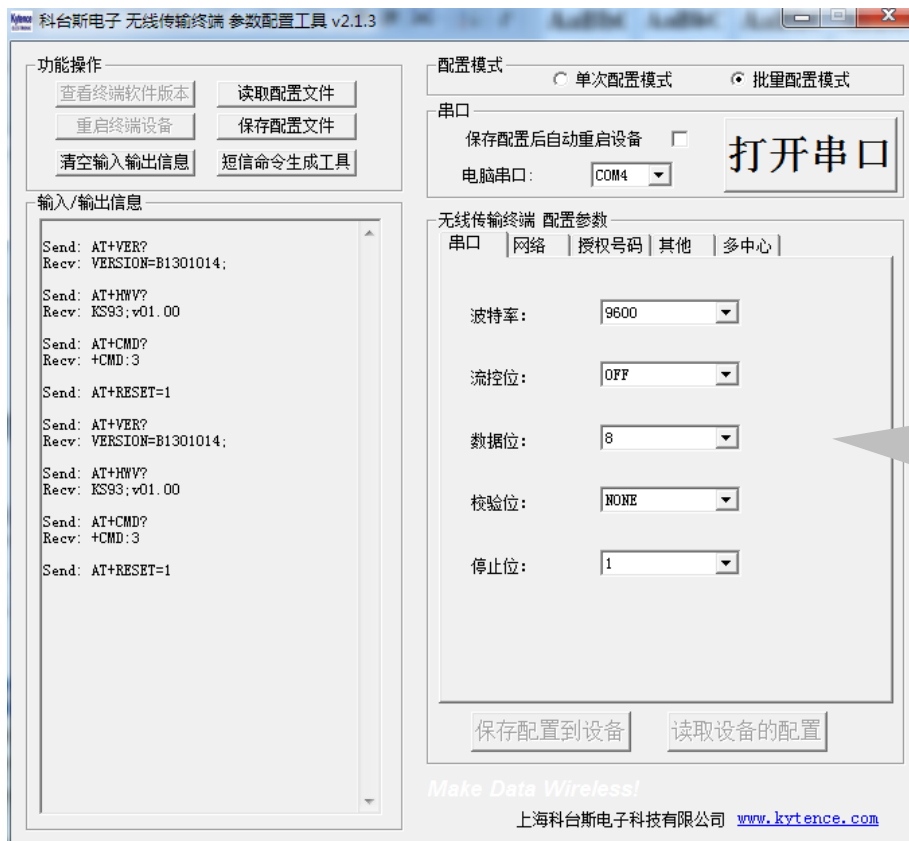 科台斯电子 无线传输终端 参数配置工具 v2.1.3
功能操作
查看终端软件版本 读取配置文件
重启终端设备 保存配置文件
清空输入输出信息 短信命令生成工具
输入/输出信息
Send: AT+VER?
Recv: VERSION=B1301014;
Send: AT+HWV?
Recv: KS93;v01.00
Send: AT+CMD?
Recv: +CMD:3
Send: AT+RESET=1
Send: AT+VER?
Recv: VERSION=B1301014;
Send: AT+HWV?
Recv: KS93;v01.00
Send: AT+CMD?
Recv: +CMD:3
Send: AT+RESET=1
配置模式
单次配置模式 批量配置模式
串口
保存配置后自动重启设备
电脑串口: COM4
打开串口
无线传输终端 配置参数
串口 网络 授权号码 其他 多中心
波特率: 9600
流控位: OFF
数据位: 8
校验位: NONE
停止位: 1
保存配置到设备 读取设备的配置
Make Data Wireless!
上海科台斯电子科技有限公司 www.kytence.com